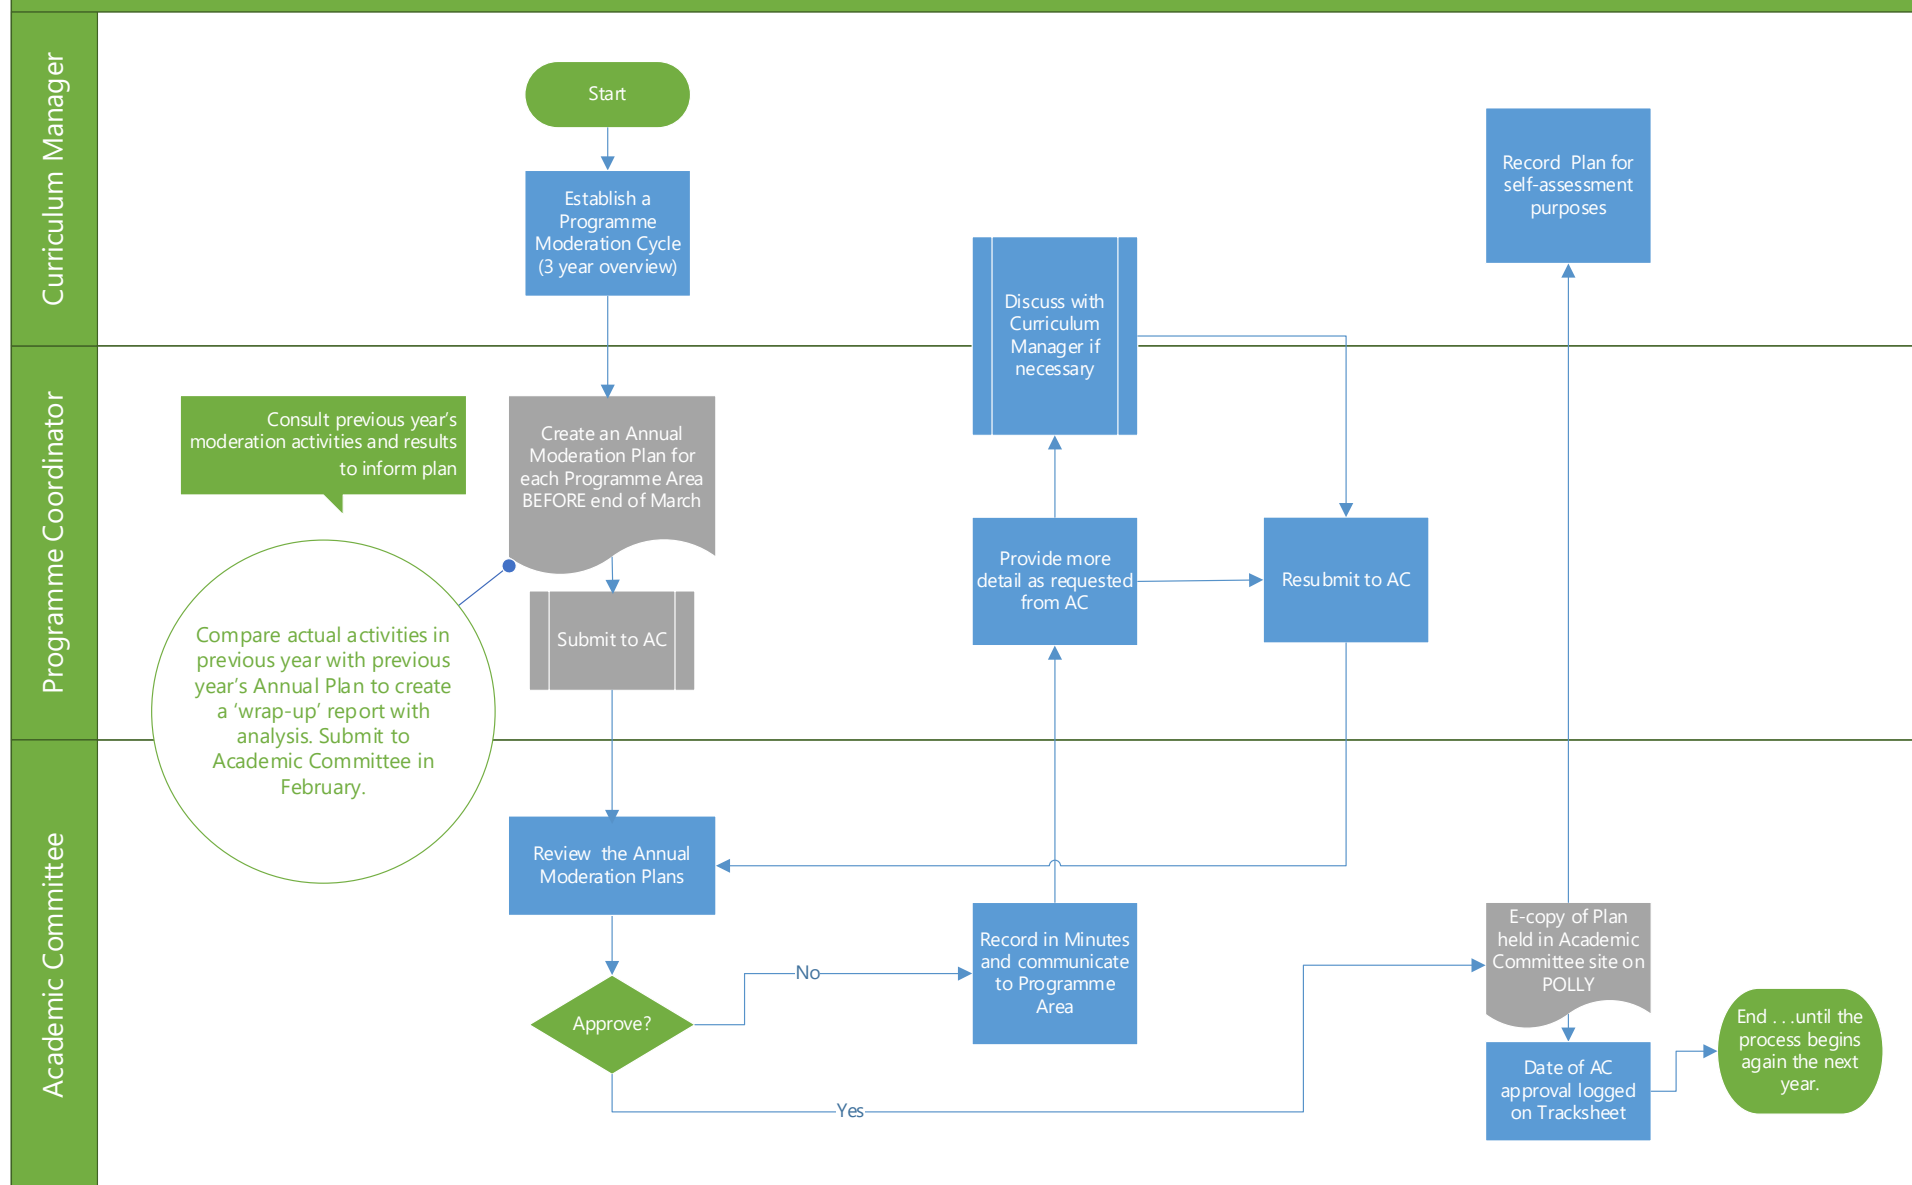 Curriculum Manager
Start
Establish a
Programme
Moderation Cycle
(3 year overview)
Discuss with
Curriculum
Manager if
necessary
Record Plan for
self-assessment
purposes
Programme Coordinator
Consult previous year’s
moderation activities and results
to inform plan
Create an Annual
Moderation Plan for
each Programme Area
BEFORE end of March
Submit to AC
Compare actual activities in
previous year with previous
year’s Annual Plan to create
a ‘wrap-up’ report with
analysis. Submit to
Academic Committee in
February.
Provide more
detail as requested
from AC
Resubmit to AC
Academic Committee
Review the Annual
Moderation Plans
Approve?
No
Yes
Record in Minutes
and communicate
to Programme
Area
E-copy of Plan
held in Academic
Committee site on
POLLY
Date of AC
approval logged
on Tracksheet
End . . .until the
process begins
again the next
year.